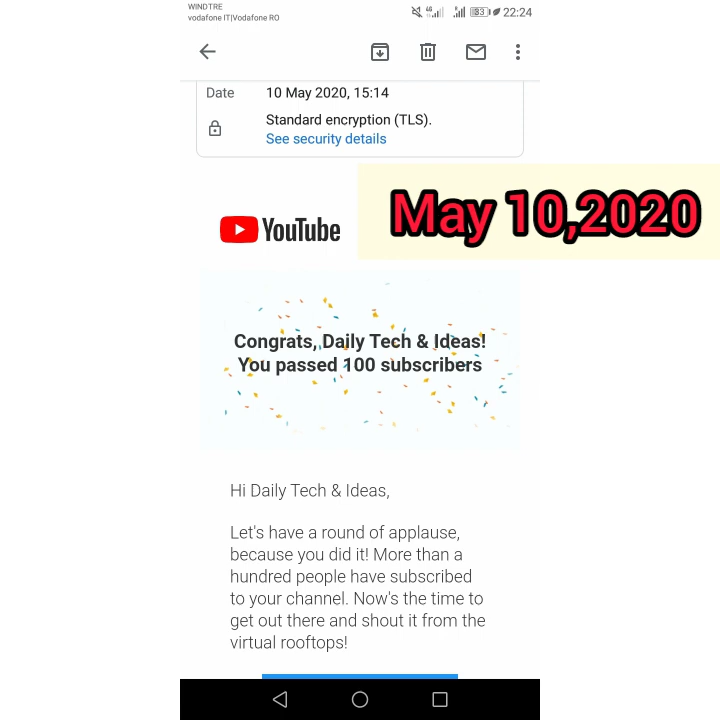 WINDTRE
vodafone IT|Vodafone RO
4G 83 22:24
Date 10 May 2020, 15:14
Standard encryption (TLS).
See security details
May 10,2020
YouTube
Congrats, Daily Tech & Ideas!
You passed 100 subscribers
Hi Daily Tech & Ideas,
Let's have a round of applause,
because you did it! More than a
hundred people have subscribed
to your channel. Now's the time to
get out there and shout it from the
virtual rooftops!